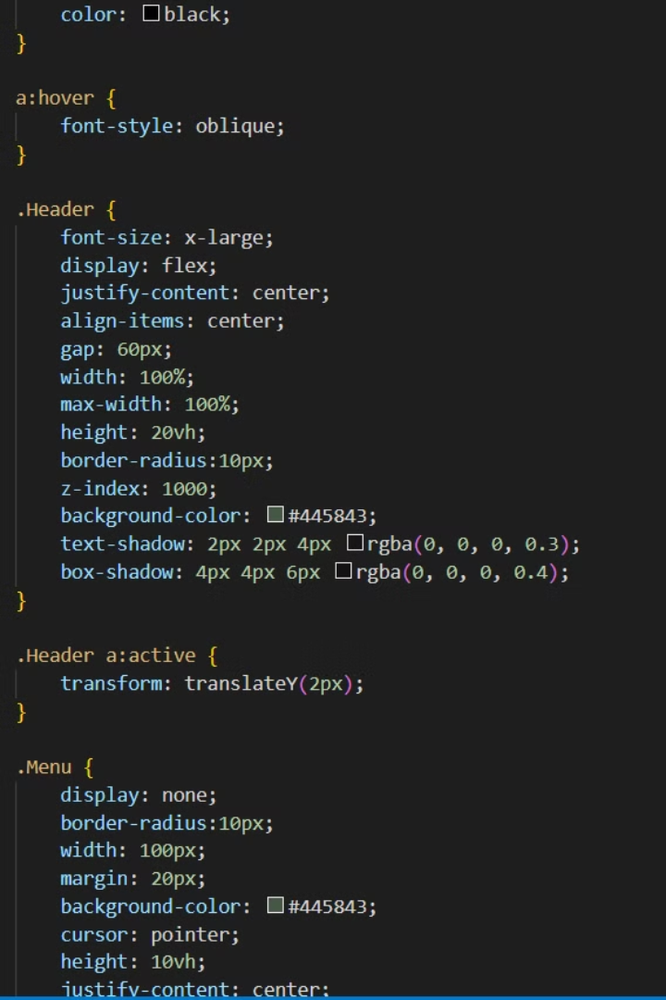 color: black;
}
a:hover {
font-style: oblique;
}
.Header {
font-size: x-large;
display: flex;
justify-content: center;
align-items: center;
gap: 60px;
width: 100%;
max-width: 100%;
height: 20vh;
border-radius:10px;
z-index: 1000;
background-color: #445843;
text-shadow: 2px 2px 4px rgba(0, 0, 0, 0.3);
box-shadow: 4px 4px 6px rgba(0, 0, 0, 0.4);
}
.Header a:active {
transform: translateY(2px);
}
.Menu {
display: none;
border-radius:10px;
width: 100px;
margin: 20px;
background-color: #445843;
cursor: pointer;
height: 10vh;
justify-content: center;